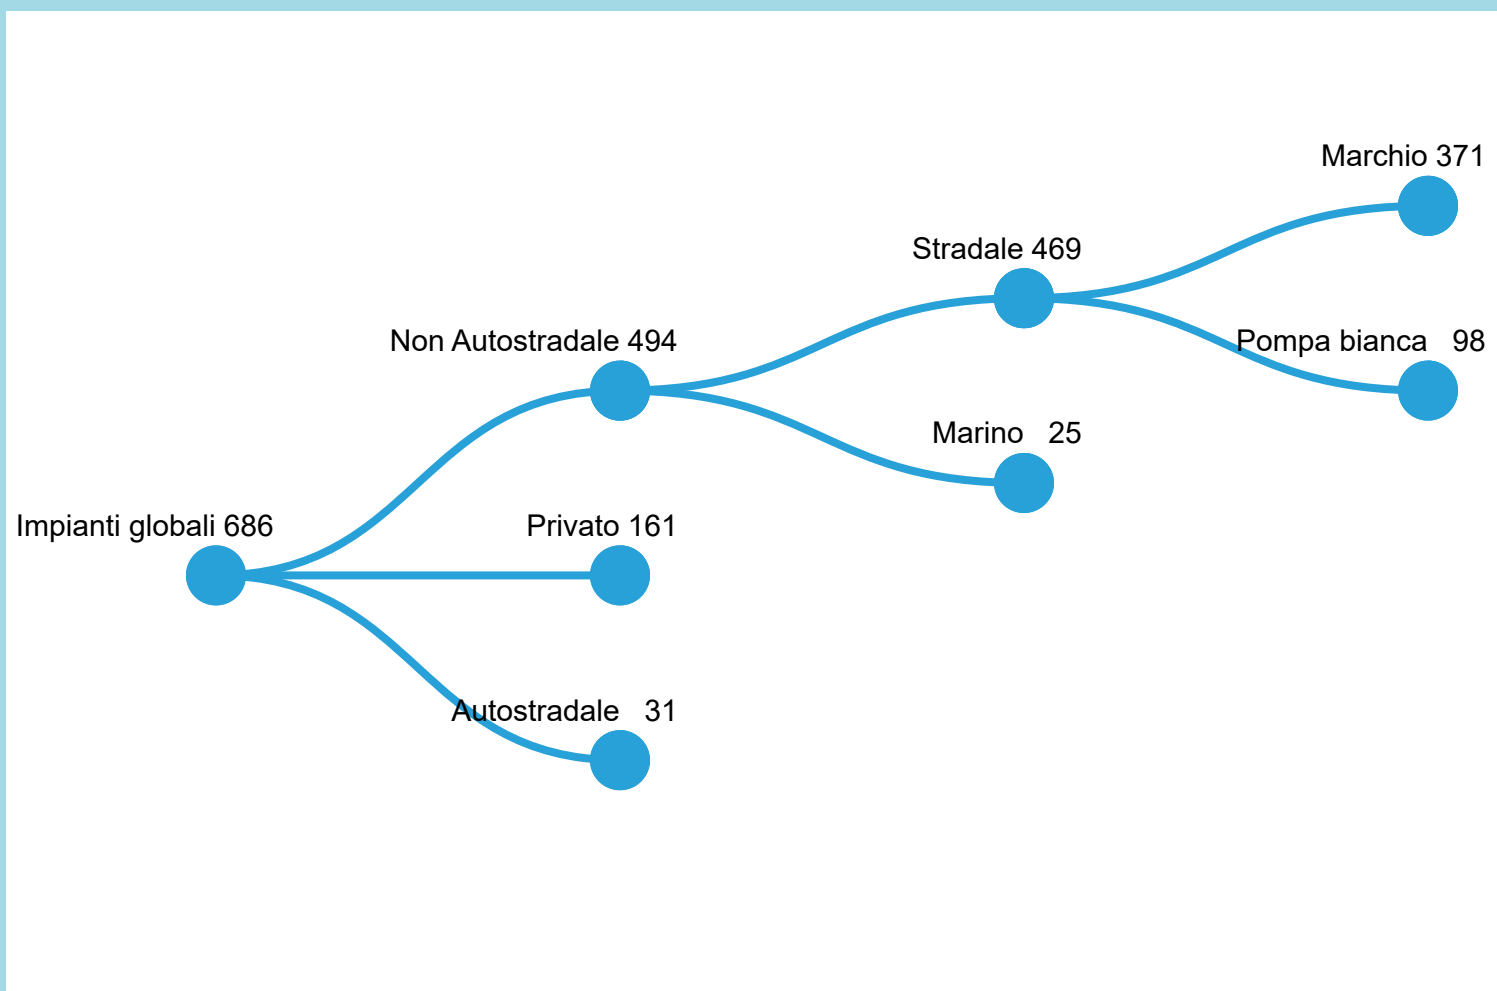 Marchio 371
Stradale 469
Non Autostradale 494
Pompa bianca 98
Marino 25
Impianti globali 686
Privato 161
Autostradale 31